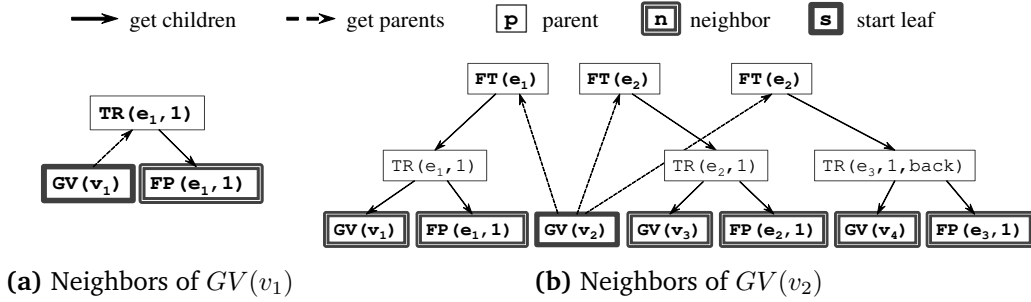 get children get parents p parent n neighbor s start leaf
FT(e₁) FT(e₂) FT(e₂)
TR(e₁,1)
TR(e₁,1) TR(e₂,1) TR(e₃,1,back)
GV(v₁) FP(e₁,1)
GV(v₁) FP(e₁,1) GV(v₂) GV(v₃) FP(e₂,1) GV(v₄) FP(e₃,1)
(a) Neighbors of GV(v₁) (b) Neighbors of GV(v₂)